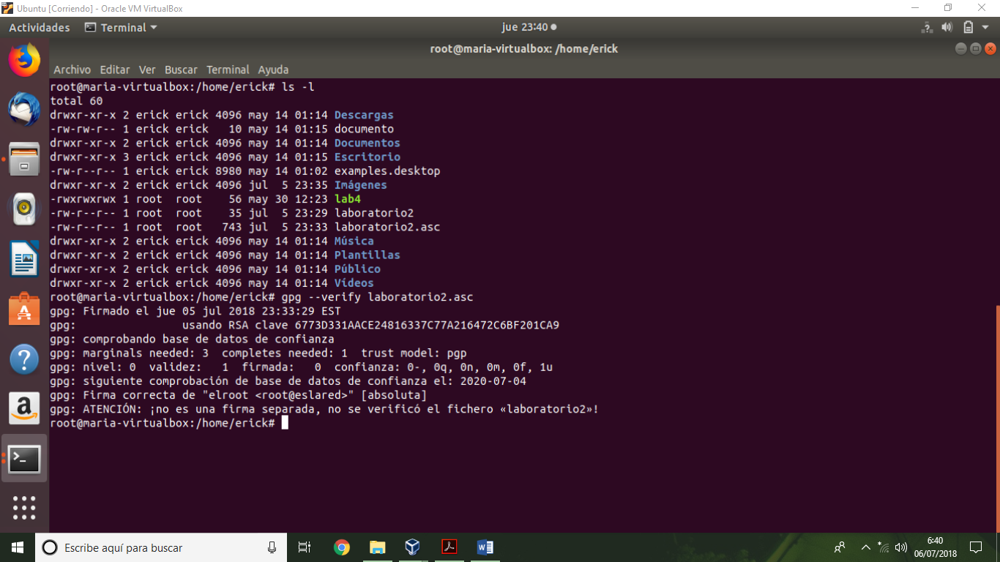 Ubuntu [Corriendo] - Oracle VM VirtualBox
Actividades Terminal jue 23:40
root@maria-virtualbox: /home/erick
Archivo Editar Ver Buscar Terminal Ayuda
root@maria-virtualbox:/home/erick# ls -l
total 60
drwxr-xr-x 2 erick erick 4096 may 14 01:14 Descargas
-rw-rw-r-- 1 erick erick   10 may 14 01:15 documento
drwxr-xr-x 2 erick erick 4096 may 14 01:14 Documentos
drwxr-xr-x 3 erick erick 4096 may 14 01:15 Escritorio
-rw-r--r-- 1 erick erick 8980 may 14 01:02 examples.desktop
drwxr-xr-x 2 erick erick 4096 jul  5 23:35 Imágenes
-rwxrwxrwx 1 root  root    56 may 30 12:23 lab4
-rw-r--r-- 1 root  root    35 jul  5 23:29 laboratorio2
-rw-r--r-- 1 root  root   743 jul  5 23:33 laboratorio2.asc
drwxr-xr-x 2 erick erick 4096 may 14 01:14 Música
drwxr-xr-x 2 erick erick 4096 may 14 01:14 Plantillas
drwxr-xr-x 2 erick erick 4096 may 14 01:14 Público
drwxr-xr-x 2 erick erick 4096 may 14 01:14 Vídeos
root@maria-virtualbox:/home/erick# gpg --verify laboratorio2.asc
gpg: Firmado el jue 05 jul 2018 23:33:29 EST
gpg:                usando RSA clave 6773D331AACE24816337C77A216472C6BF201CA9
gpg: comprobando base de datos de confianza
gpg: marginals needed: 3  completes needed: 1  trust model: pgp
gpg: nivel: 0  validez:   1  firmada:   0  confianza: 0-, 0q, 0n, 0m, 0f, 1u
gpg: siguiente comprobación de base de datos de confianza el: 2020-07-04
gpg: Firma correcta de "elroot <root@eslared>" [absoluta]
gpg: ATENCIÓN: ¡no es una firma separada, no se verificó el fichero «laboratorio2»!
root@maria-virtualbox:/home/erick#
Escribe aquí para buscar
6:40
06/07/2018